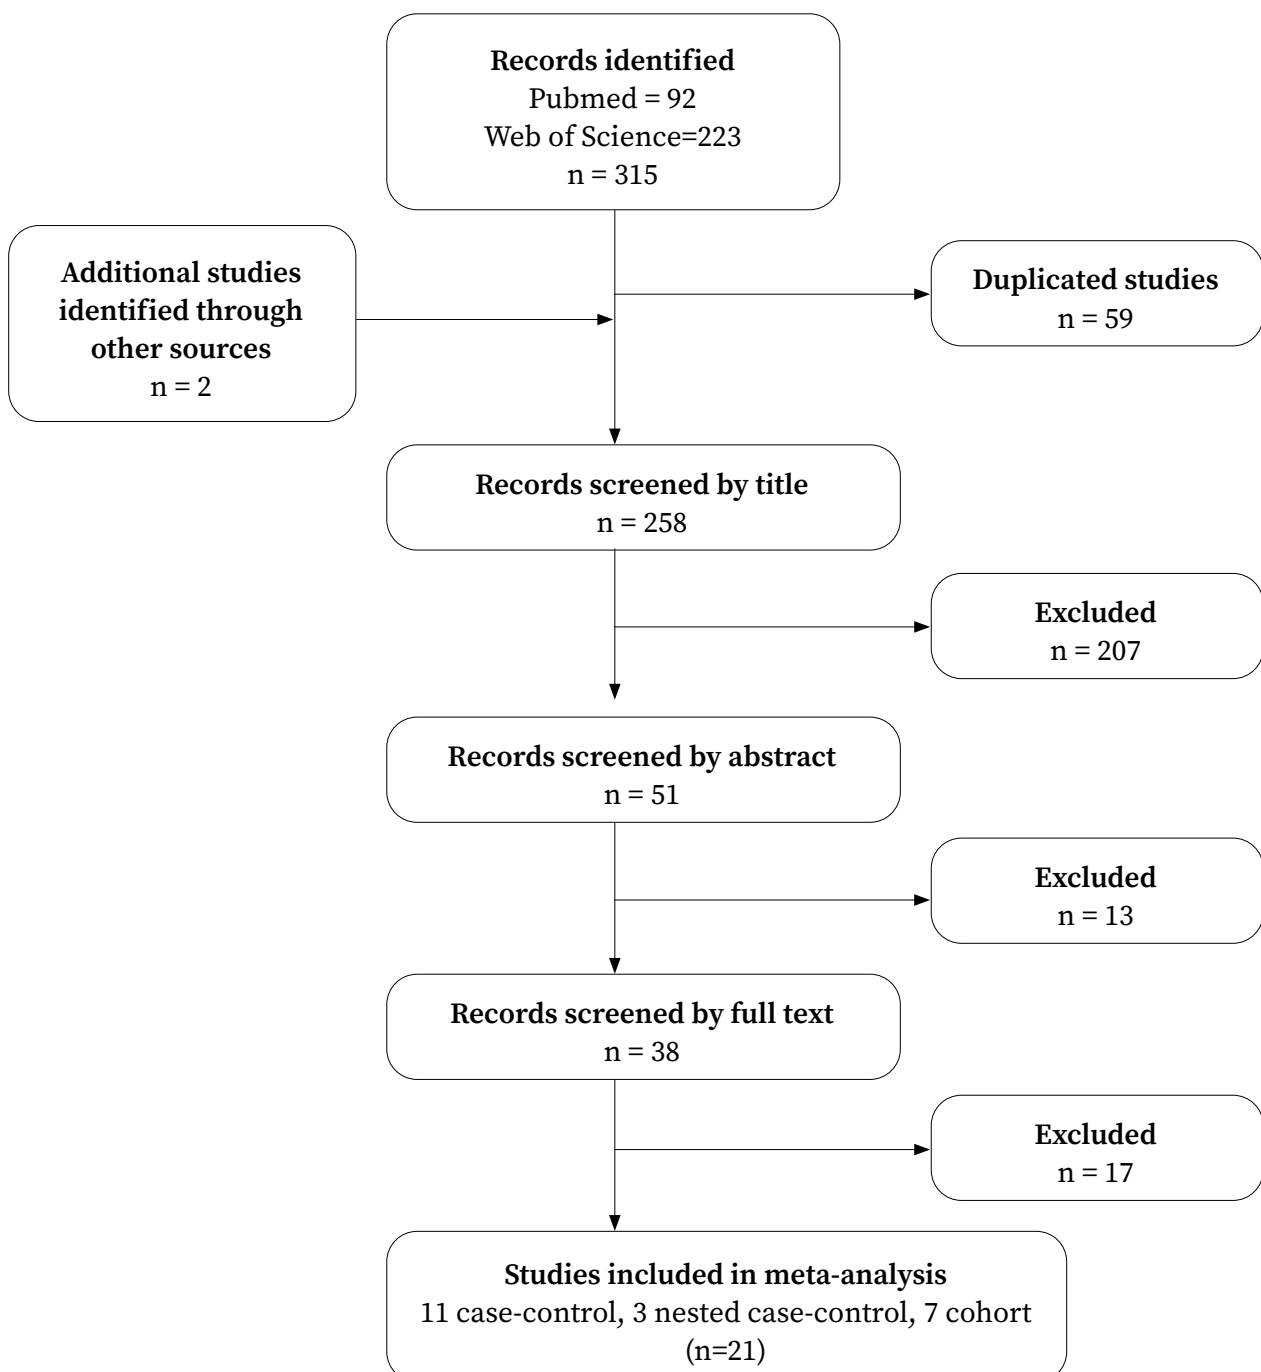 Records identified
Pubmed = 92
Web of Science=223
n = 315
Additional studies
identified through
other sources
n = 2
Duplicated studies
n = 59
Records screened by title
n = 258
Excluded
n = 207
Records screened by abstract
n = 51
Excluded
n = 13
Records screened by full text
n = 38
Excluded
n = 17
Studies included in meta-analysis
11 case-control, 3 nested case-control, 7 cohort
(n=21)